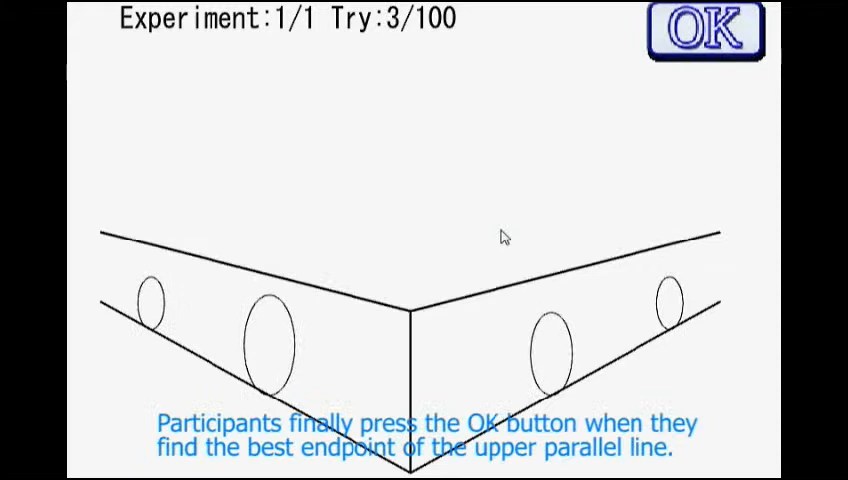 Experiment:1/1 Try:3/100
OK
Participants finally press the OK button when they
find the best endpoint of the upper parallel line.